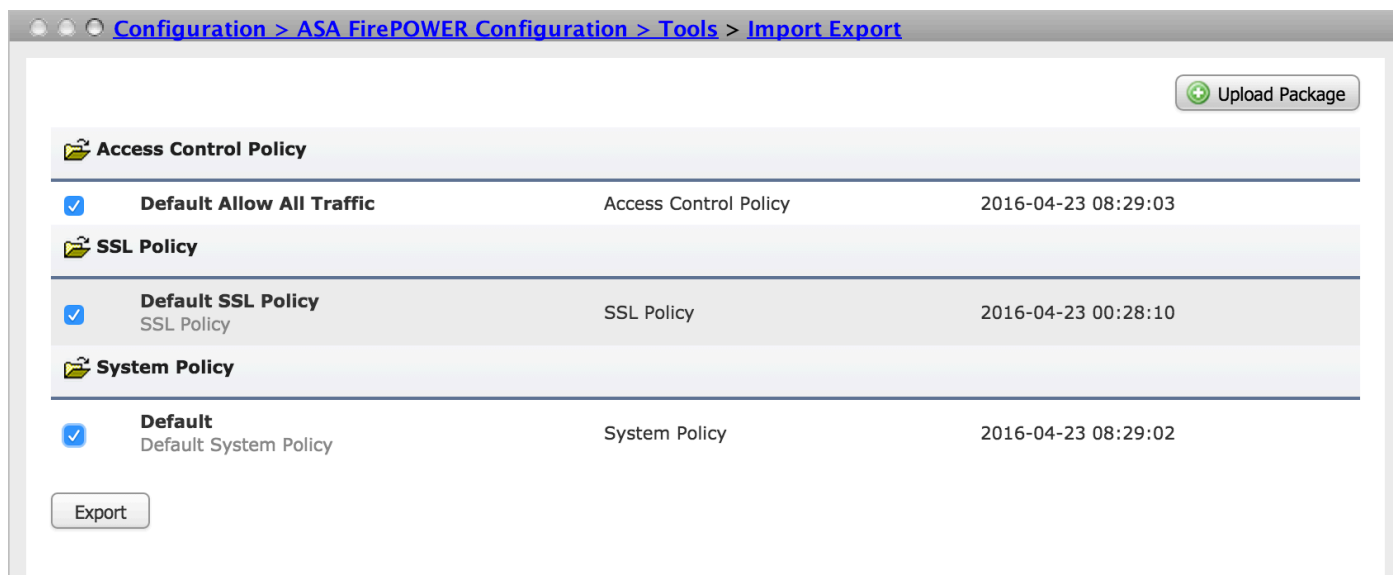 Configuration > ASA FirePOWER Configuration > Tools > Import Export
Upload Package
Access Control Policy
Default Allow All Traffic Access Control Policy 2016-04-23 08:29:03
SSL Policy
Default SSL Policy
SSL Policy SSL Policy 2016-04-23 00:28:10
System Policy
Default
Default System Policy System Policy 2016-04-23 08:29:02
Export